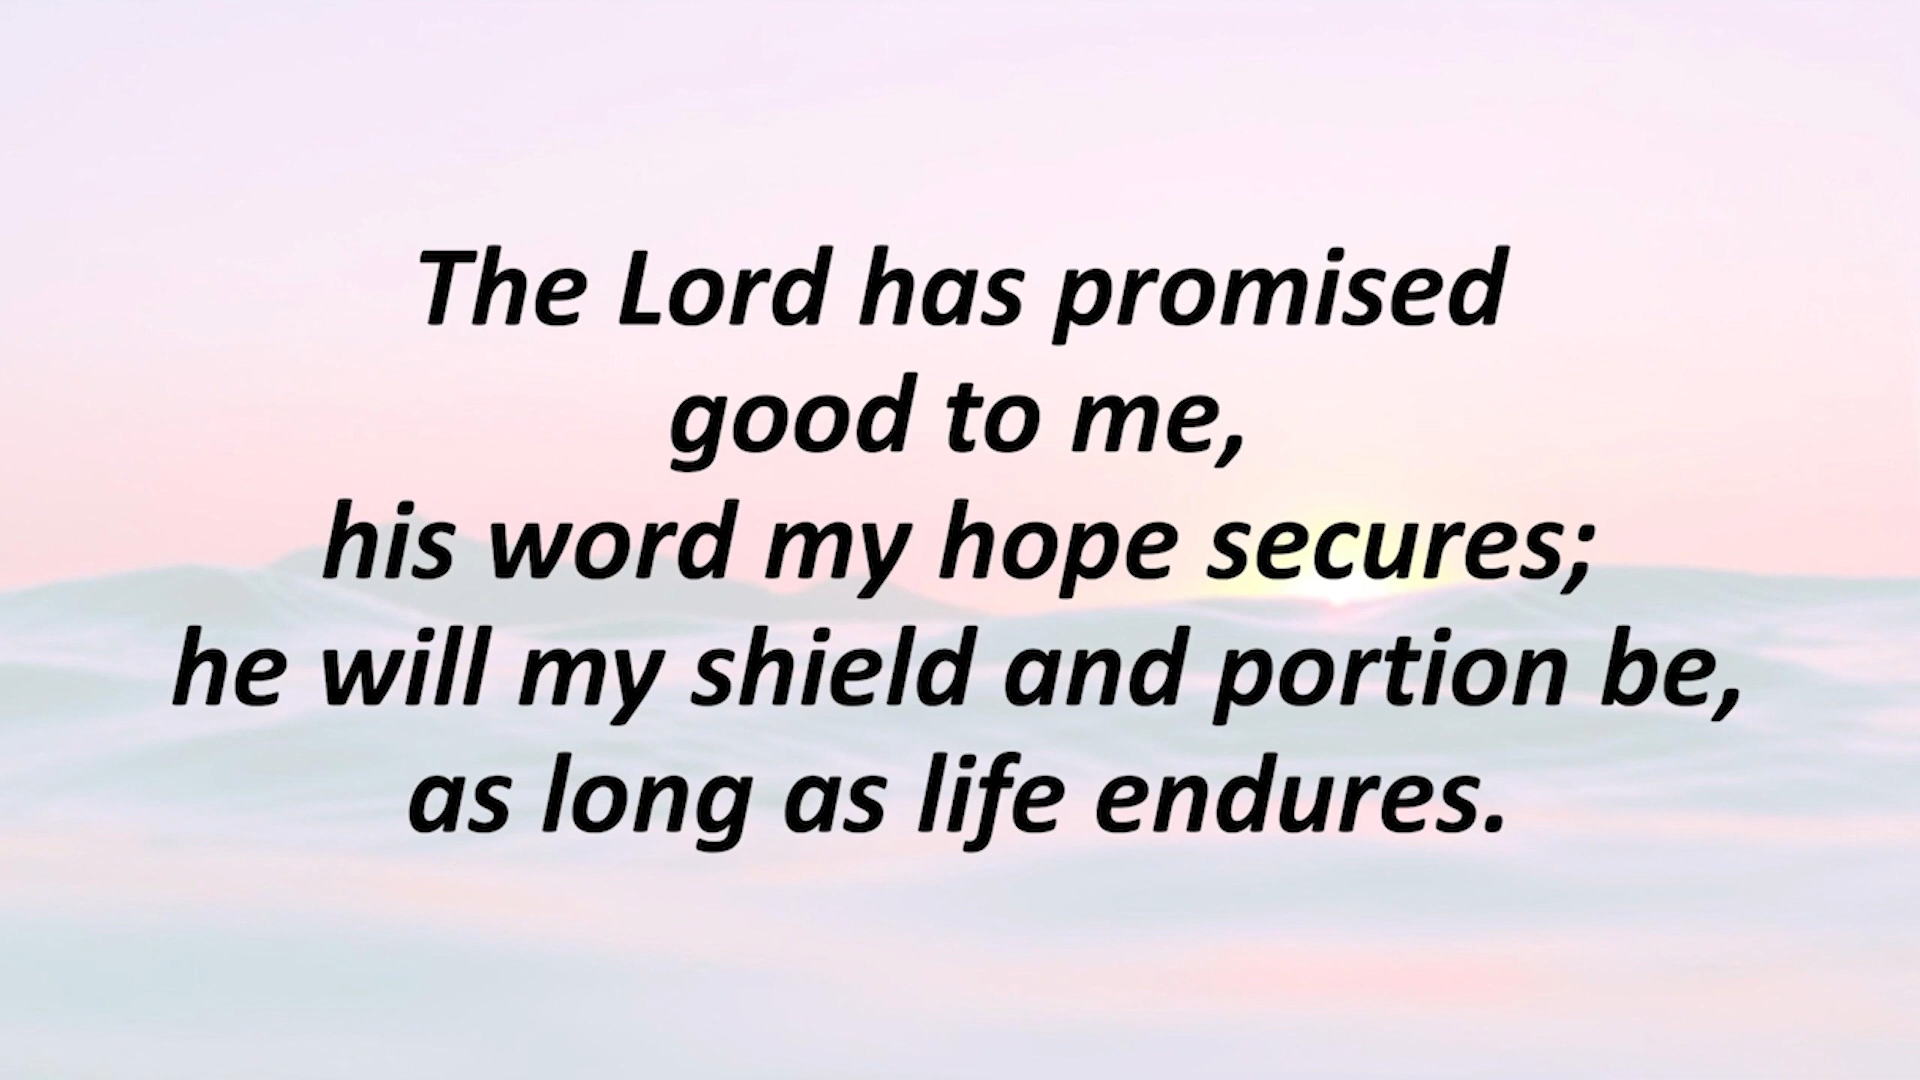 The Lord has promised
good to me,
his word my hope secures;
he will my shield and portion be,
as long as life endures.